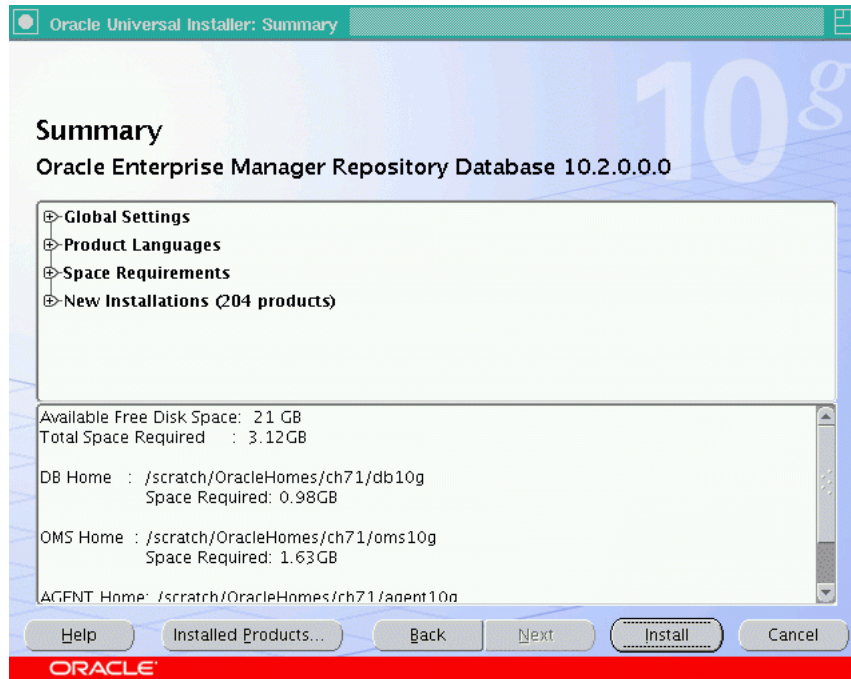 Oracle Universal Installer: Summary
10g
Summary
Oracle Enterprise Manager Repository Database 10.2.0.0.0
Global Settings
Product Languages
Space Requirements
New Installations (204 products)
Available Free Disk Space: 21 GB
Total Space Required : 3.12GB
DB Home : /scratch/OracleHomes/ch71/db10g
Space Required: 0.98GB
OMS Home : /scratch/OracleHomes/ch71/oms10g
Space Required: 1.63GB
AGENT Home: /scratch/OracleHomes/ch71/agent10g
Help Installed Products... Back Next Install Cancel
ORACLE